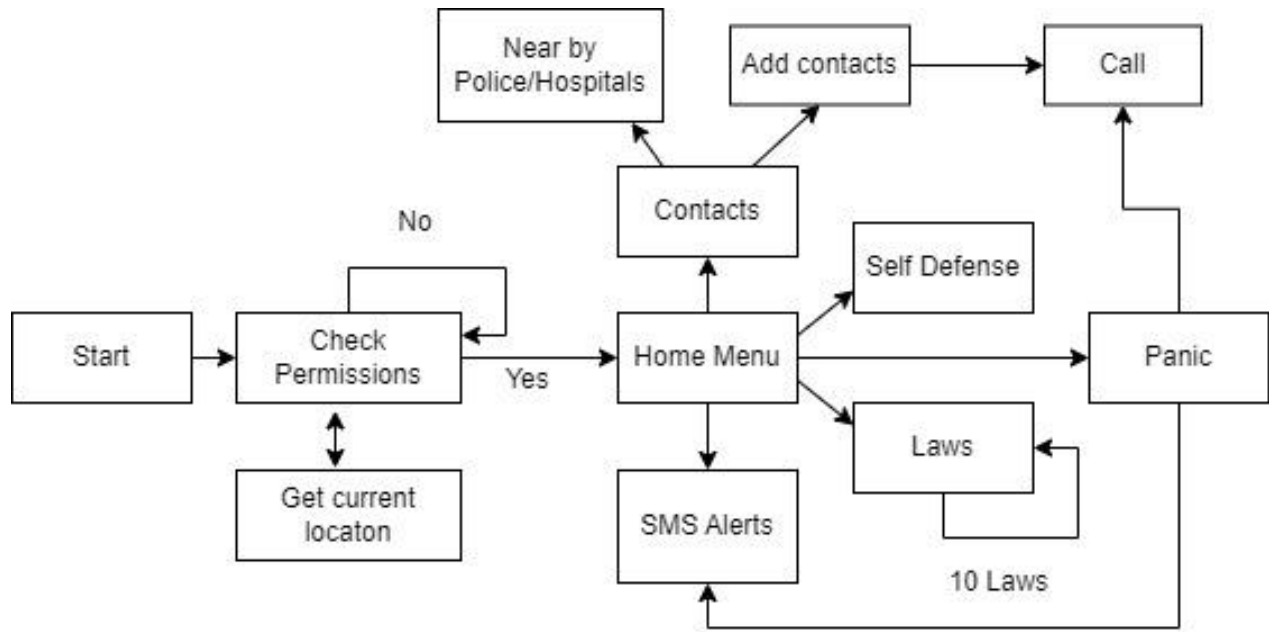 Near by
Police/Hospitals
Add contacts
Call
Contacts
No
Self Defense
Start
Check
Permissions
Yes
Home Menu
Panic
Laws
Get current
locaton
SMS Alerts
10 Laws